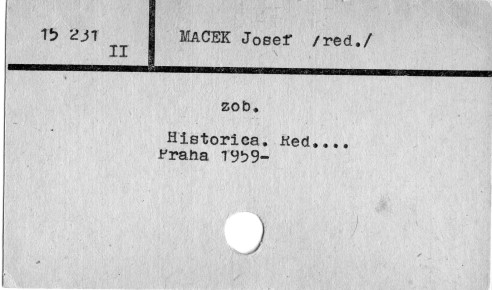 15 231
II
MACEK Josef /red./
zob.
Historica. Red....
Praha 1959-